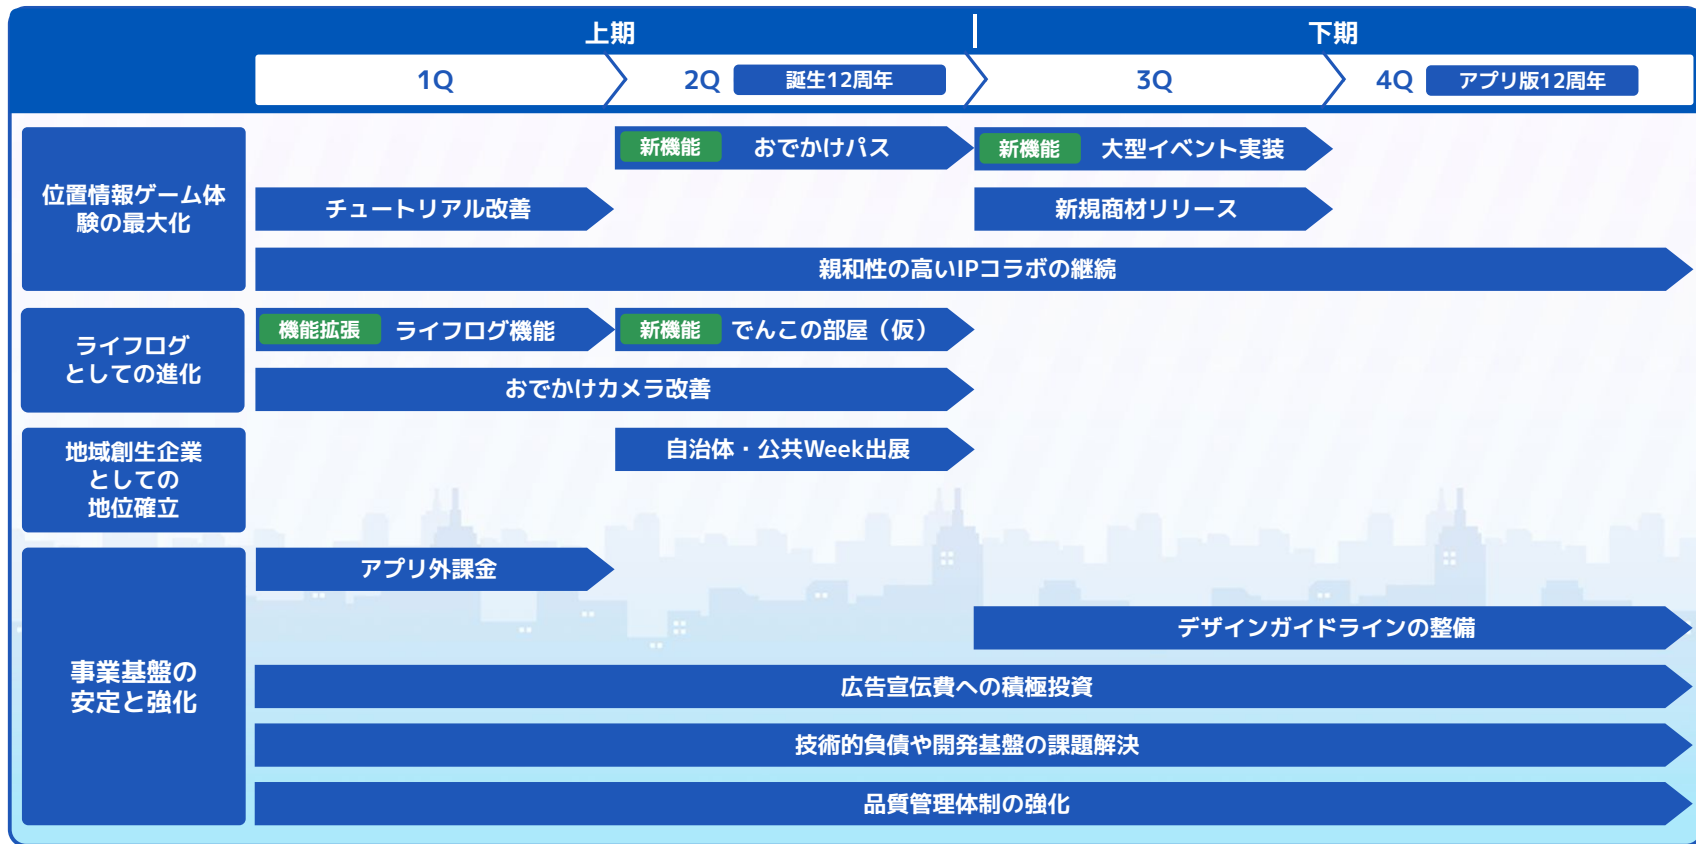 上期
下期
1Q
2Q
誕生12周年
3Q
4Q
アプリ版12周年
位置情報ゲーム体
験の最大化
新機能
おでかけパス
新機能
大型イベント実装
チュートリアル改善
新規商材リリース
親和性の高いIPコラボの継続
ライフログ
としての進化
機能拡張
ライフログ機能
新機能
でんこの部屋（仮）
おでかけカメラ改善
地域創生企業
としての
地位確立
自治体・公共Week出展
事業基盤の
安定と強化
アプリ外課金
デザインガイドラインの整備
広告宣伝費への積極投資
技術的負債や開発基盤の課題解決
品質管理体制の強化